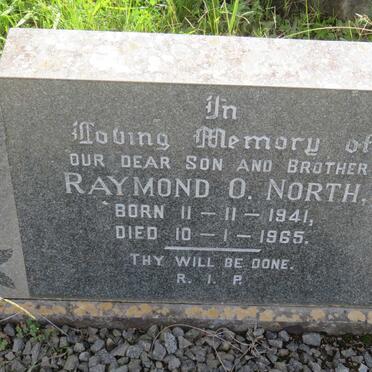 In
Loving Memory of
OUR DEAR SON AND BROTHER
RAYMOND O. NORTH,
BORN 11 – 11 – 1941,
DIED 10 – 1 – 1965.
THY WILL BE DONE.
R. I. P.